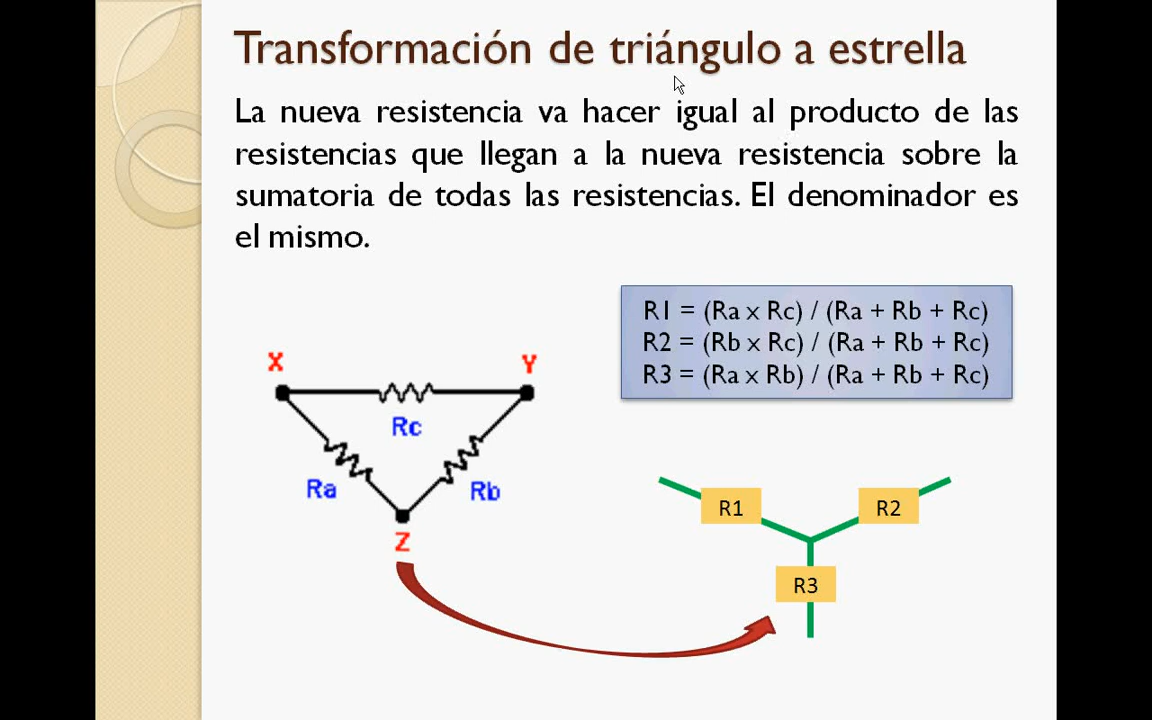 Transformación de triángulo a estrella
La nueva resistencia va hacer igual al producto de las
resistencias que llegan a la nueva resistencia sobre la
sumatoria de todas las resistencias. El denominador es
el mismo.
R1 = (Ra x Rc) / (Ra + Rb + Rc)
R2 = (Rb x Rc) / (Ra + Rb + Rc)
R3 = (Ra x Rb) / (Ra + Rb + Rc)
X
Y
Rc
Ra
Rb
Z
R1
R2
R3